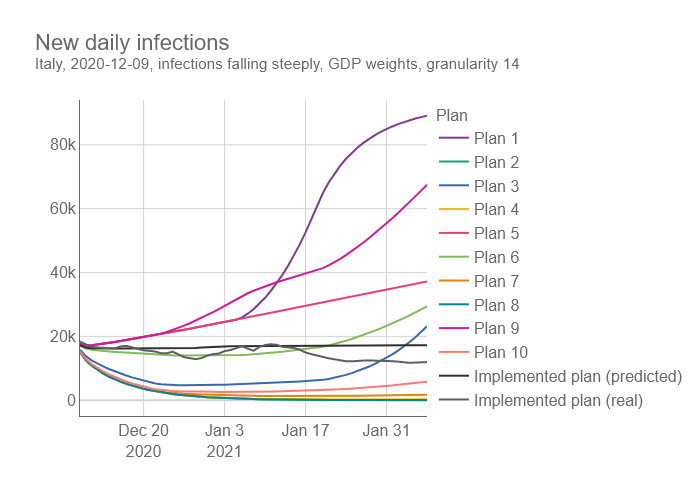 New daily infections
Italy, 2020-12-09, infections falling steeply, GDP weights, granularity 14
Plan
80k
60k
40k
20k
0
Dec 20
2020
Jan 3
2021
Jan 17
Jan 31
Plan 1
Plan 2
Plan 3
Plan 4
Plan 5
Plan 6
Plan 7
Plan 8
Plan 9
Plan 10
Implemented plan (predicted)
Implemented plan (real)